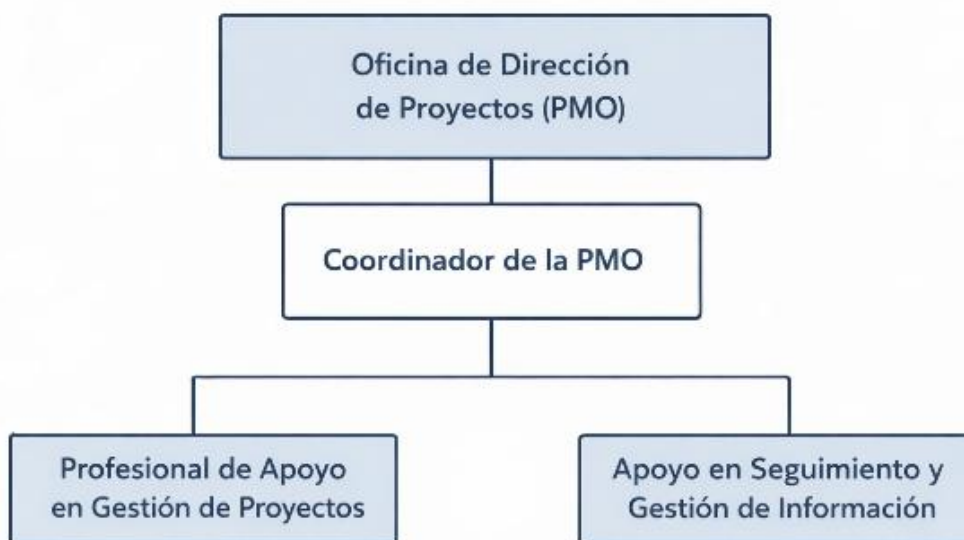 Oficina de Dirección
de Proyectos (PMO)
Coordinador de la PMO
Profesional de Apoyo
en Gestión de Proyectos
Apoyo en Seguimiento y
Gestión de Información